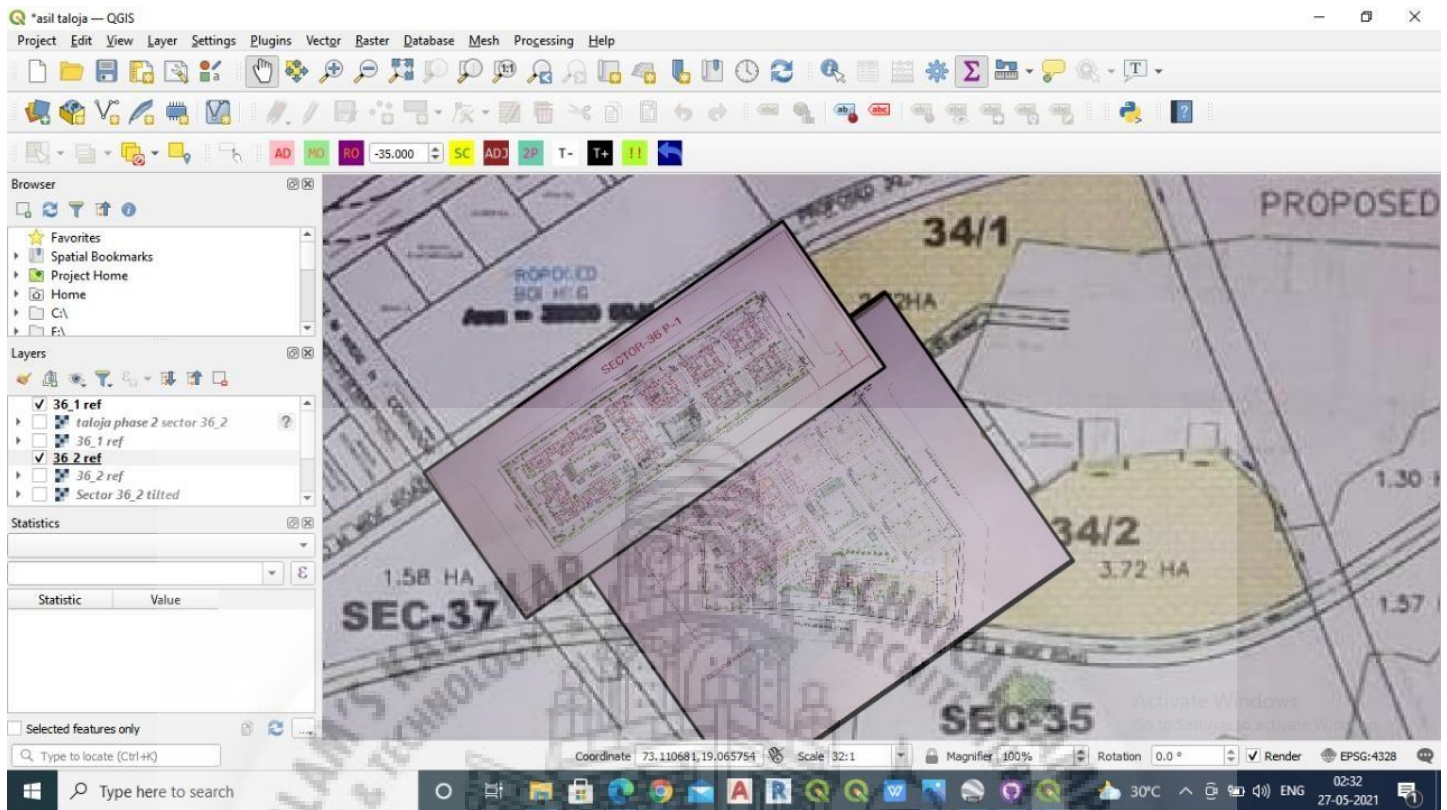 *asil taloja — QGIS
Project Edit View Layer Settings Plugins Vector Raster Database Mesh Processing Help
AD MO RO -35.000 SC ADJ 2P T- T+ !!
Browser
Favorites
Spatial Bookmarks
Project Home
Home
C:\
E:\
Layers
36_1 ref
taloja phase 2 sector 36_2 ?
36_1 ref
36_2 ref
36_2 ref
Sector 36_2 tilted
Statistics
Statistic Value
Selected features only
PROPOSED
34/1
SECTOR-36 P-1
34/2
3.72 HA
1.30
1.57
1.58 HA
SEC-37
SEC-35
Activate Windows
Go to Settings to activate Windows.
Type to locate (Ctrl+K)
Coordinate 73.110681,19.065754 Scale 32:1 Magnifier 100% Rotation 0.0 ° Render EPSG:4328
Type here to search
30°C ENG 02:32
27-05-2021